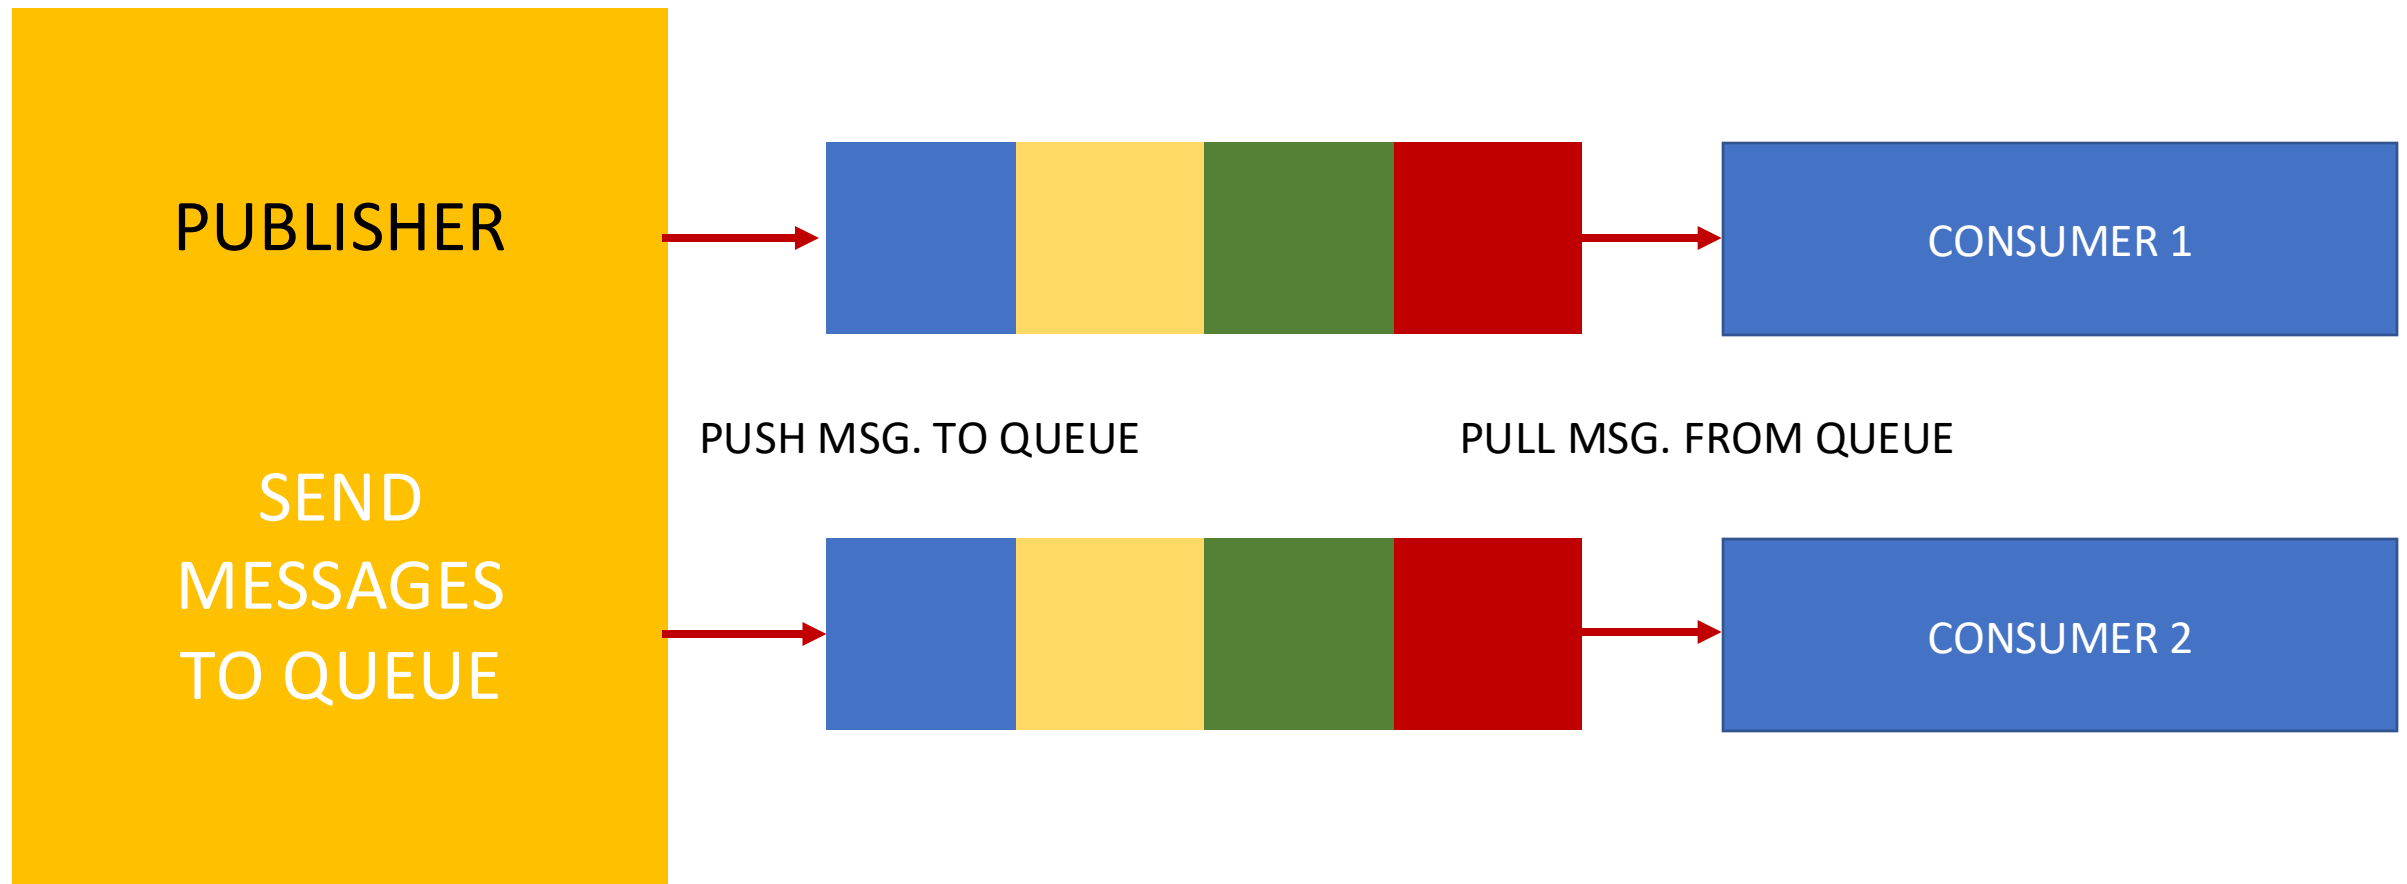 PUBLISHER
SEND
MESSAGES
TO QUEUE
PUSH MSG. TO QUEUE
PULL MSG. FROM QUEUE
CONSUMER 1
CONSUMER 2